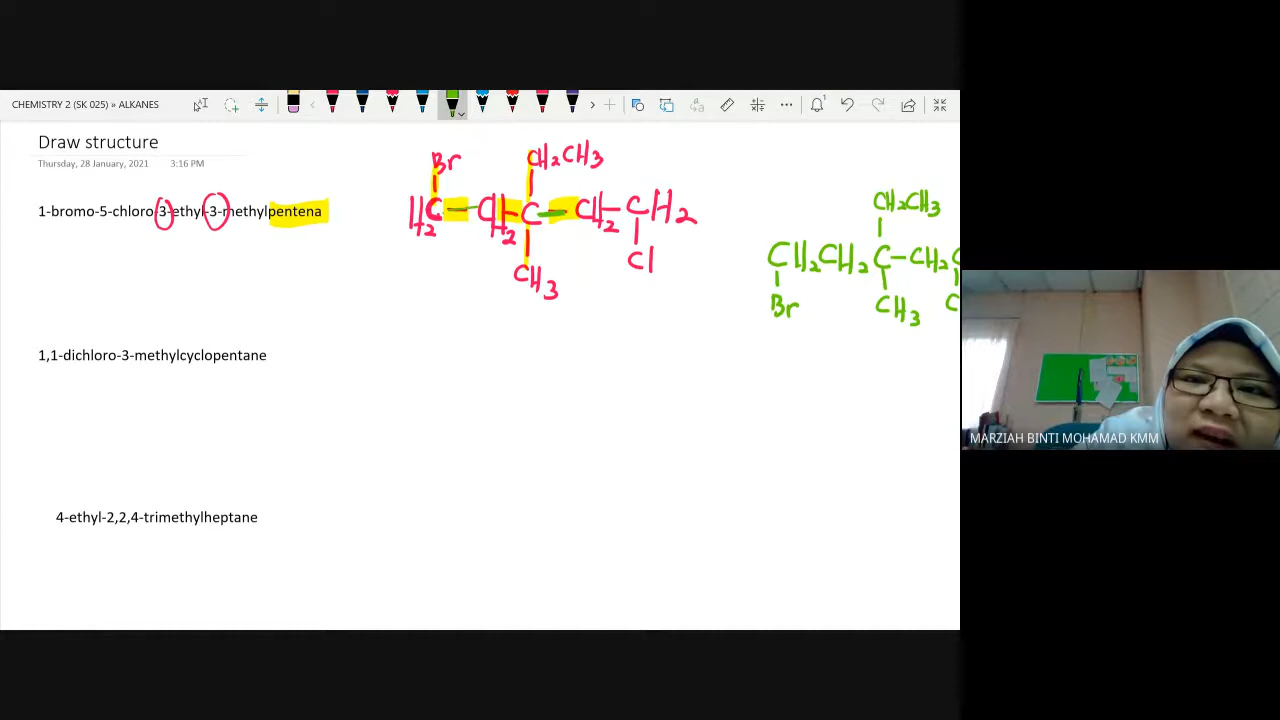 CHEMISTRY 2 (SK 025) » ALKANES
Draw structure
Thursday, 28 January, 2021 3:16 PM
1-bromo-5-chloro-3-ethyl-3-methylpentena
Br
CH2CH3
H2C — CH2 — C — CH2 — CH2
CH3
Cl
CH2CH3
CH2CH2 C — CH2
Br
CH3
MARZIAH BINTI MOHAMAD KMM
1,1-dichloro-3-methylcyclopentane
4-ethyl-2,2,4-trimethylheptane